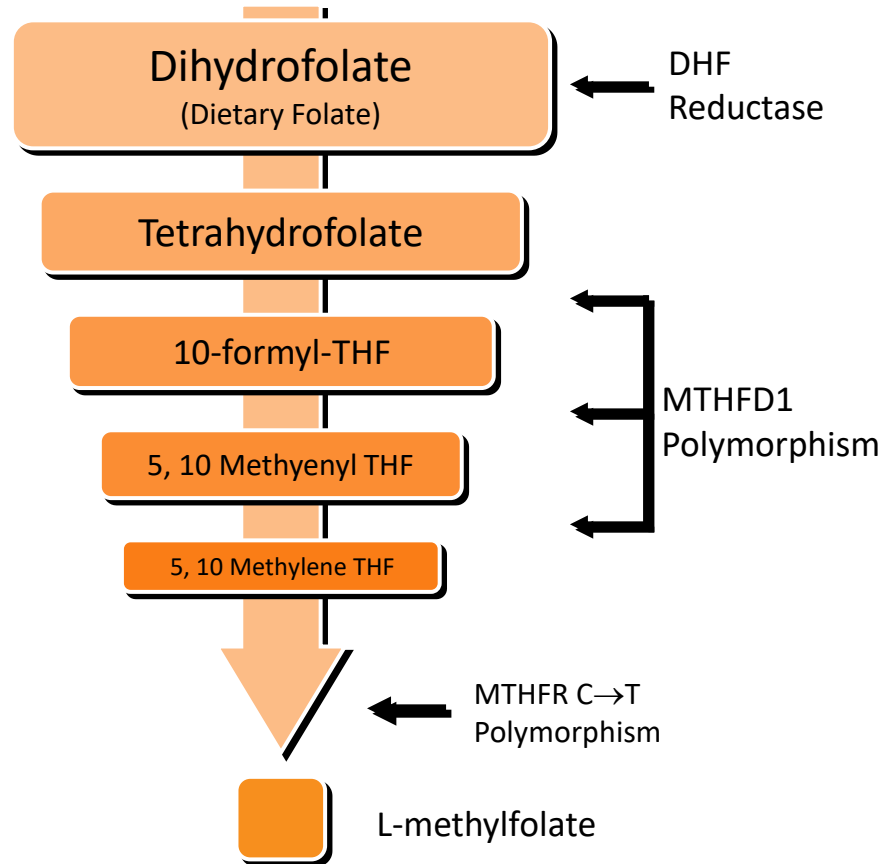 Dihydrofolate
(Dietary Folate)
DHF
Reductase
Tetrahydrofolate
10-formyl-THF
MTHFD1
Polymorphism
5, 10 Methyenyl THF
5, 10 Methylene THF
MTHFR C→T
Polymorphism
L-methylfolate